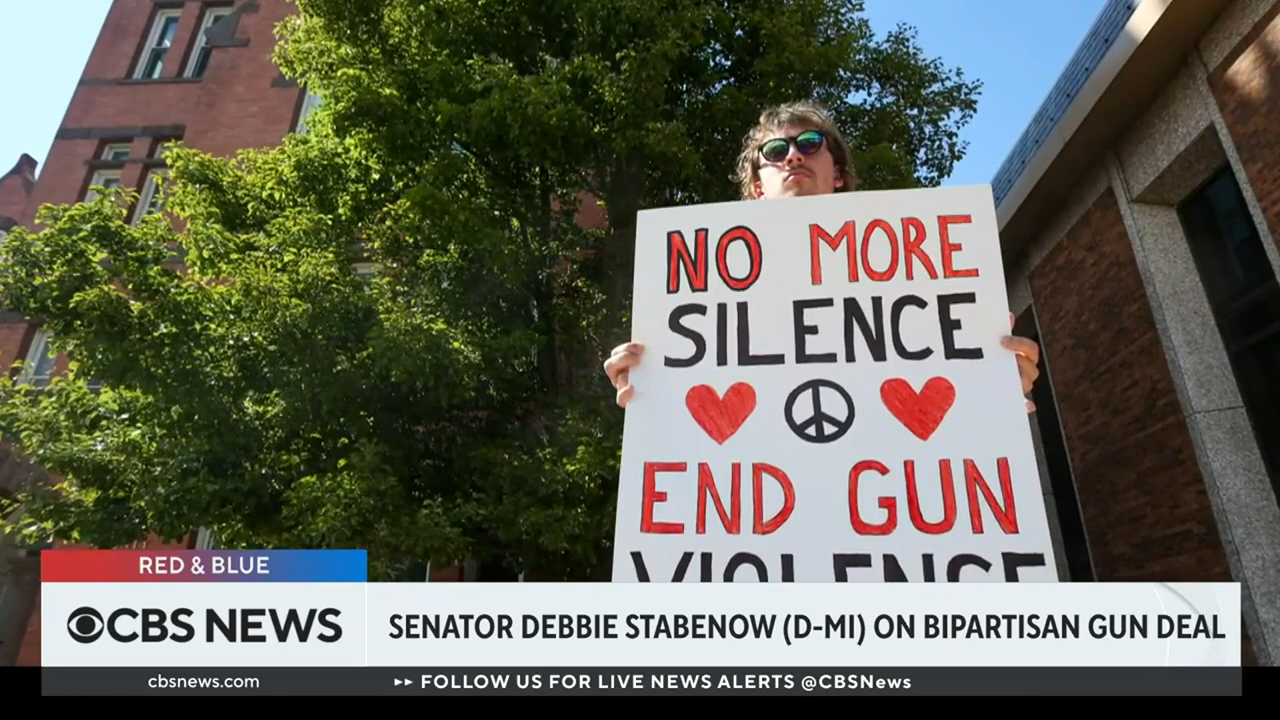 NO MORE
SILENCE
END GUN
VIOLENCE
RED & BLUE
CBS NEWS
SENATOR DEBBIE STABENOW (D-MI) ON BIPARTISAN GUN DEAL
cbsnews.com
FOLLOW US FOR LIVE NEWS ALERTS @CBSNews